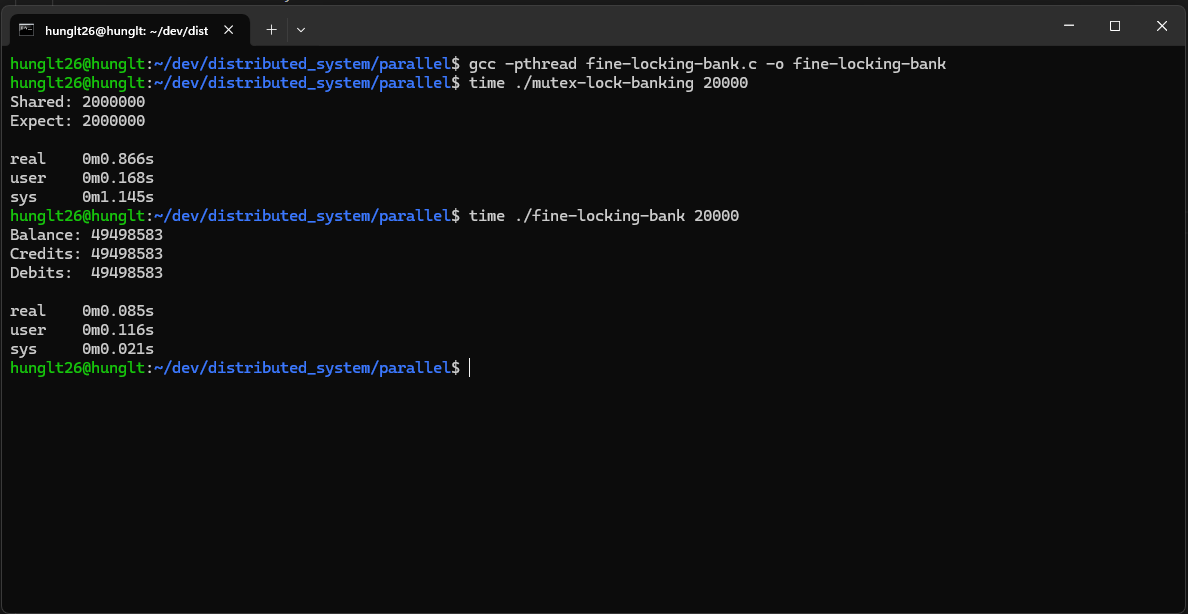 hunglt26@hunglt: ~/dev/dist
hunglt26@hunglt:~/dev/distributed_system/parallel$ gcc -pthread fine-locking-bank.c -o fine-locking-bank
hunglt26@hunglt:~/dev/distributed_system/parallel$ time ./mutex-lock-banking 20000
Shared: 2000000
Expect: 2000000
real    0m0.866s
user    0m0.168s
sys     0m1.145s
hunglt26@hunglt:~/dev/distributed_system/parallel$ time ./fine-locking-bank 20000
Balance: 49498583
Credits: 49498583
Debits:  49498583
real    0m0.085s
user    0m0.116s
sys     0m0.021s
hunglt26@hunglt:~/dev/distributed_system/parallel$